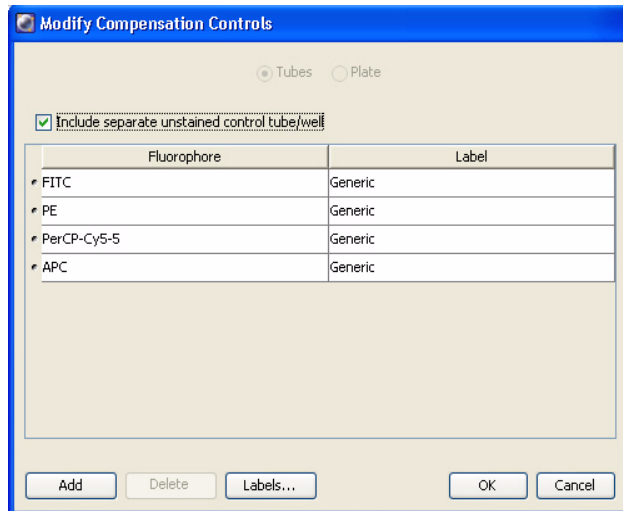 Modify Compensation Controls
Tubes Plate
Include separate unstained control tube/well
Fluorophore Label
FITC Generic
PE Generic
PerCP-Cy5-5 Generic
APC Generic
Add Delete Labels... OK Cancel